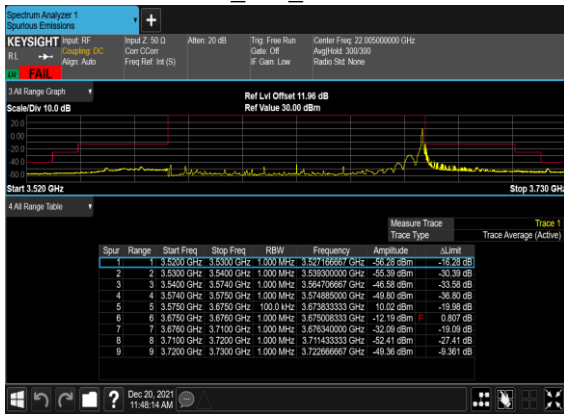 Spectrum Analyzer 1
Spurious Emissions
+
KEYSIGHT Input: RF Input Z: 50 Ω Atten: 20 dB Trig: Free Run Center Freq: 22.005000000 GHz
RL Coupling: DC Corr CCorr Gate: Off Avg|Hold: 300/300
Align: Auto Freq Ref: Int (S) IF Gain: Low Radio Std: None
FAIL
3 All Range Graph
Ref Lvl Offset 11.96 dB
Scale/Div 10.0 dB Ref Value 30.00 dBm
20.0
0.00
-20.0
-40.0
-60.0
Start 3.520 GHz Stop 3.730 GHz
4 All Range Table
Measure Trace Trace 1
Trace Type Trace Average (Active)
Spur Range Start Freq Stop Freq RBW Frequency Amplitude ΔLimit
1 1 3.5200 GHz 3.5300 GHz 1.000 MHz 3.527166667 GHz -56.28 dBm -16.28 dB
2 2 3.5300 GHz 3.5400 GHz 1.000 MHz 3.539300000 GHz -55.39 dBm -30.39 dB
3 3 3.5400 GHz 3.5740 GHz 1.000 MHz 3.564706667 GHz -46.58 dBm -33.58 dB
4 4 3.5740 GHz 3.5750 GHz 1.000 MHz 3.574885000 GHz -49.80 dBm -36.80 dB
5 5 3.5750 GHz 3.6750 GHz 100.0 kHz 3.673833333 GHz 10.02 dBm -19.98 dB
6 6 3.6750 GHz 3.6760 GHz 1.000 MHz 3.675008333 GHz -12.19 dBm F 0.807 dB
7 7 3.6760 GHz 3.7100 GHz 1.000 MHz 3.676340000 GHz -32.09 dBm -19.09 dB
8 8 3.7100 GHz 3.7200 GHz 1.000 MHz 3.711433333 GHz -52.41 dBm -27.41 dB
9 9 3.7200 GHz 3.7300 GHz 1.000 MHz 3.722666667 GHz -49.36 dBm -9.361 dB
? Dec 20, 2021
11:48:14 AM